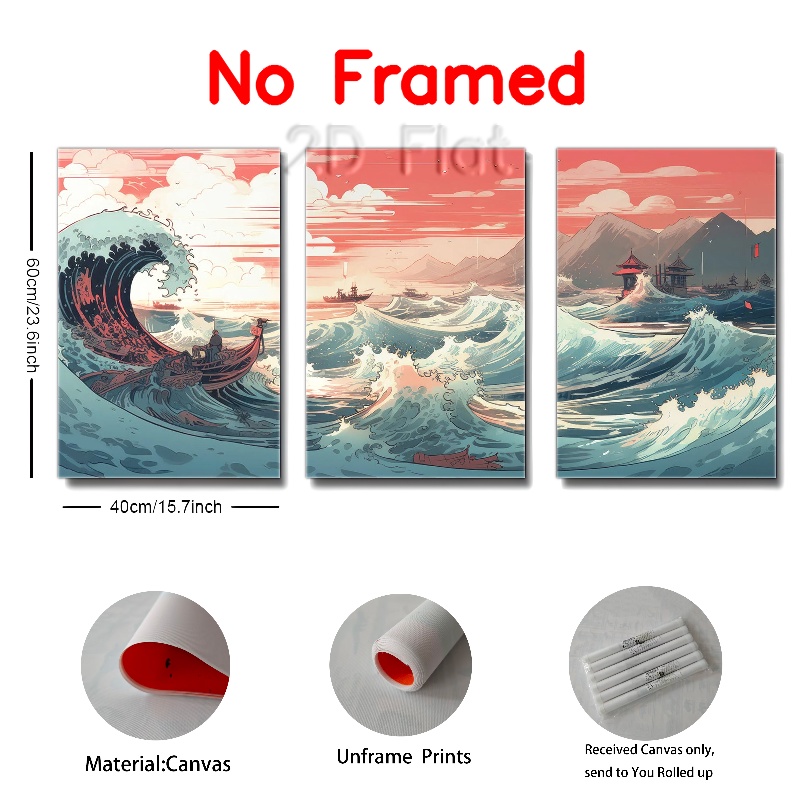 No Framed
2D Flat
60cm/23.6inch
40cm/15.7inch
Material:Canvas
Unframe Prints
Received Canvas only,
send to You Rolled up